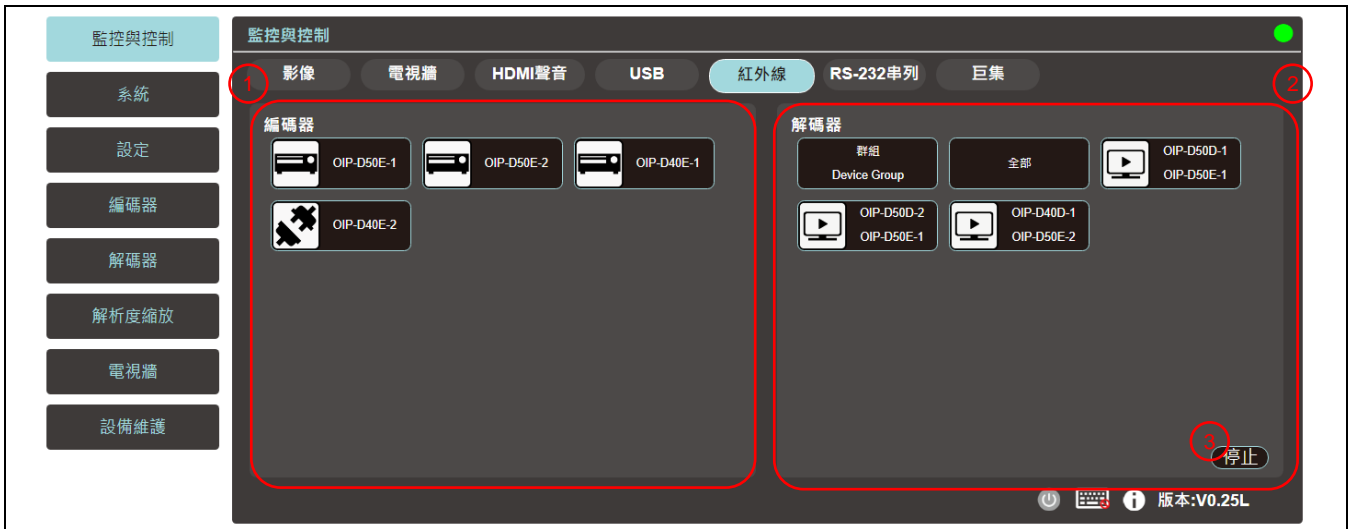 監控與控制
系統
設定
編碼器
解碼器
解析度縮放
電視牆
設備維護
監控與控制
影像 電視牆 HDMI聲音 USB 紅外線 RS-232串列 巨集
1
2
編碼器
OIP-D50E-1 OIP-D50E-2 OIP-D40E-1
OIP-D40E-2
解碼器
群組
Device Group
全部
OIP-D50D-1
OIP-D50E-1
OIP-D50D-2
OIP-D50E-1
OIP-D40D-1
OIP-D50E-2
3
停止
版本:V0.25L